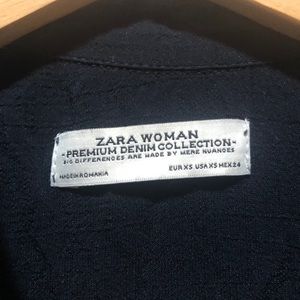 ZARA WOMAN
-PREMIUM DENIM COLLECTION-
BIG DIFFERENCES ARE MADE BY MERE NUANCES
MADE IN ROMANIA EUR XS USA XS MEX 24